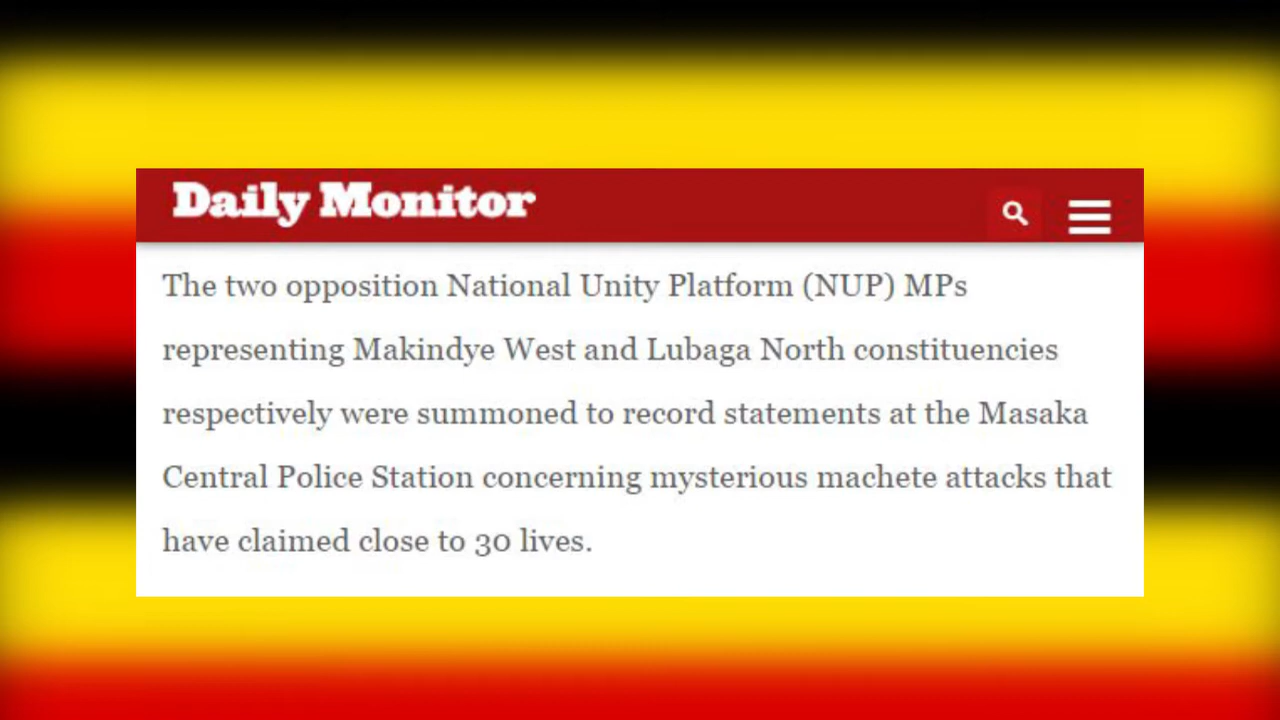 Daily Monitor
The two opposition National Unity Platform (NUP) MPs
representing Makindye West and Lubaga North constituencies
respectively were summoned to record statements at the Masaka
Central Police Station concerning mysterious machete attacks that
have claimed close to 30 lives.